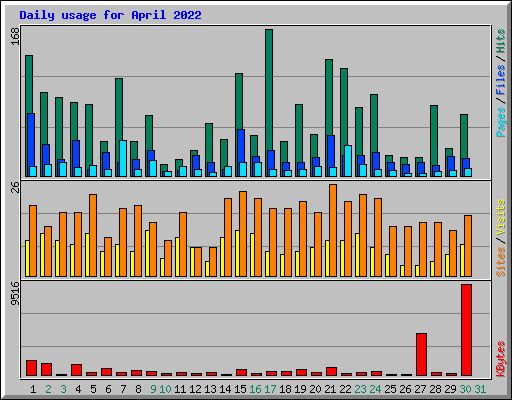 Daily usage for April 2022
168
Pages / Files / Hits
26
Sites / Visits
9516
KBytes
1 2 3 4 5 6 7 8 9 10 11 12 13 14 15 16 17 18 19 20 21 22 23 24 25 26 27 28 29 30 31